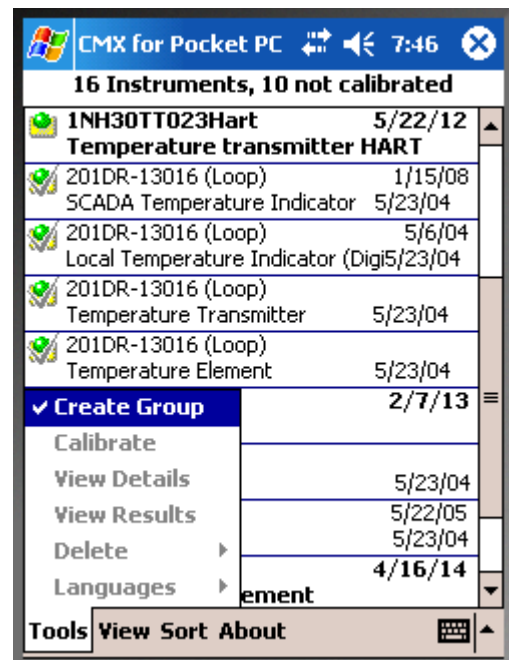 CMX for Pocket PC 7:46
16 Instruments, 10 not calibrated
1NH30TT023Hart 5/22/12
Temperature transmitter HART
201DR-13016 (Loop) 1/15/08
SCADA Temperature Indicator 5/23/04
201DR-13016 (Loop) 5/6/04
Local Temperature Indicator (Digi5/23/04
201DR-13016 (Loop)
Temperature Transmitter 5/23/04
201DR-13016 (Loop)
Temperature Element 5/23/04
Create Group 2/7/13
Calibrate
View Details 5/23/04
View Results 5/22/05
Delete 5/23/04
Languages 4/16/14
ement
Tools View Sort About